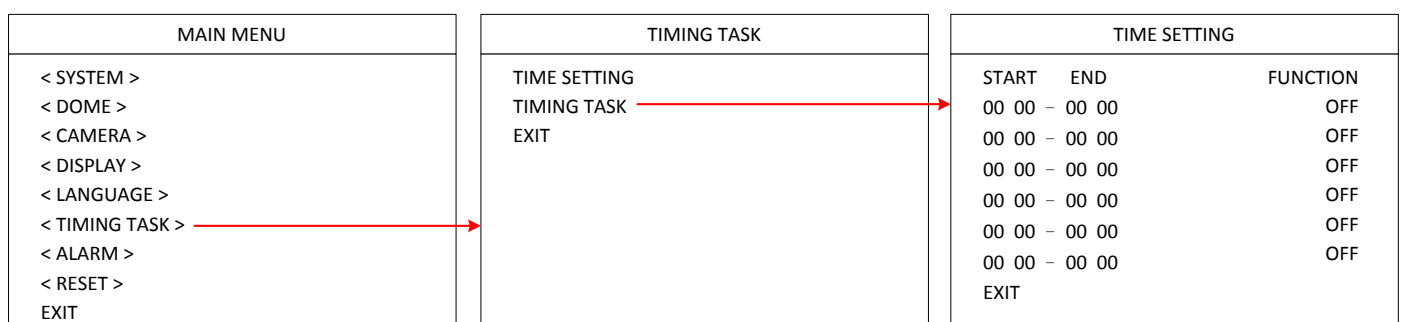 MAIN MENU
< SYSTEM >
< DOME >
< CAMERA >
< DISPLAY >
< LANGUAGE >
< TIMING TASK >
< ALARM >
< RESET >
EXIT
TIMING TASK
TIME SETTING
TIMING TASK
EXIT
TIME SETTING
START END FUNCTION
00 00 – 00 00 OFF
00 00 – 00 00 OFF
00 00 – 00 00 OFF
00 00 – 00 00 OFF
00 00 – 00 00 OFF
00 00 – 00 00 OFF
EXIT